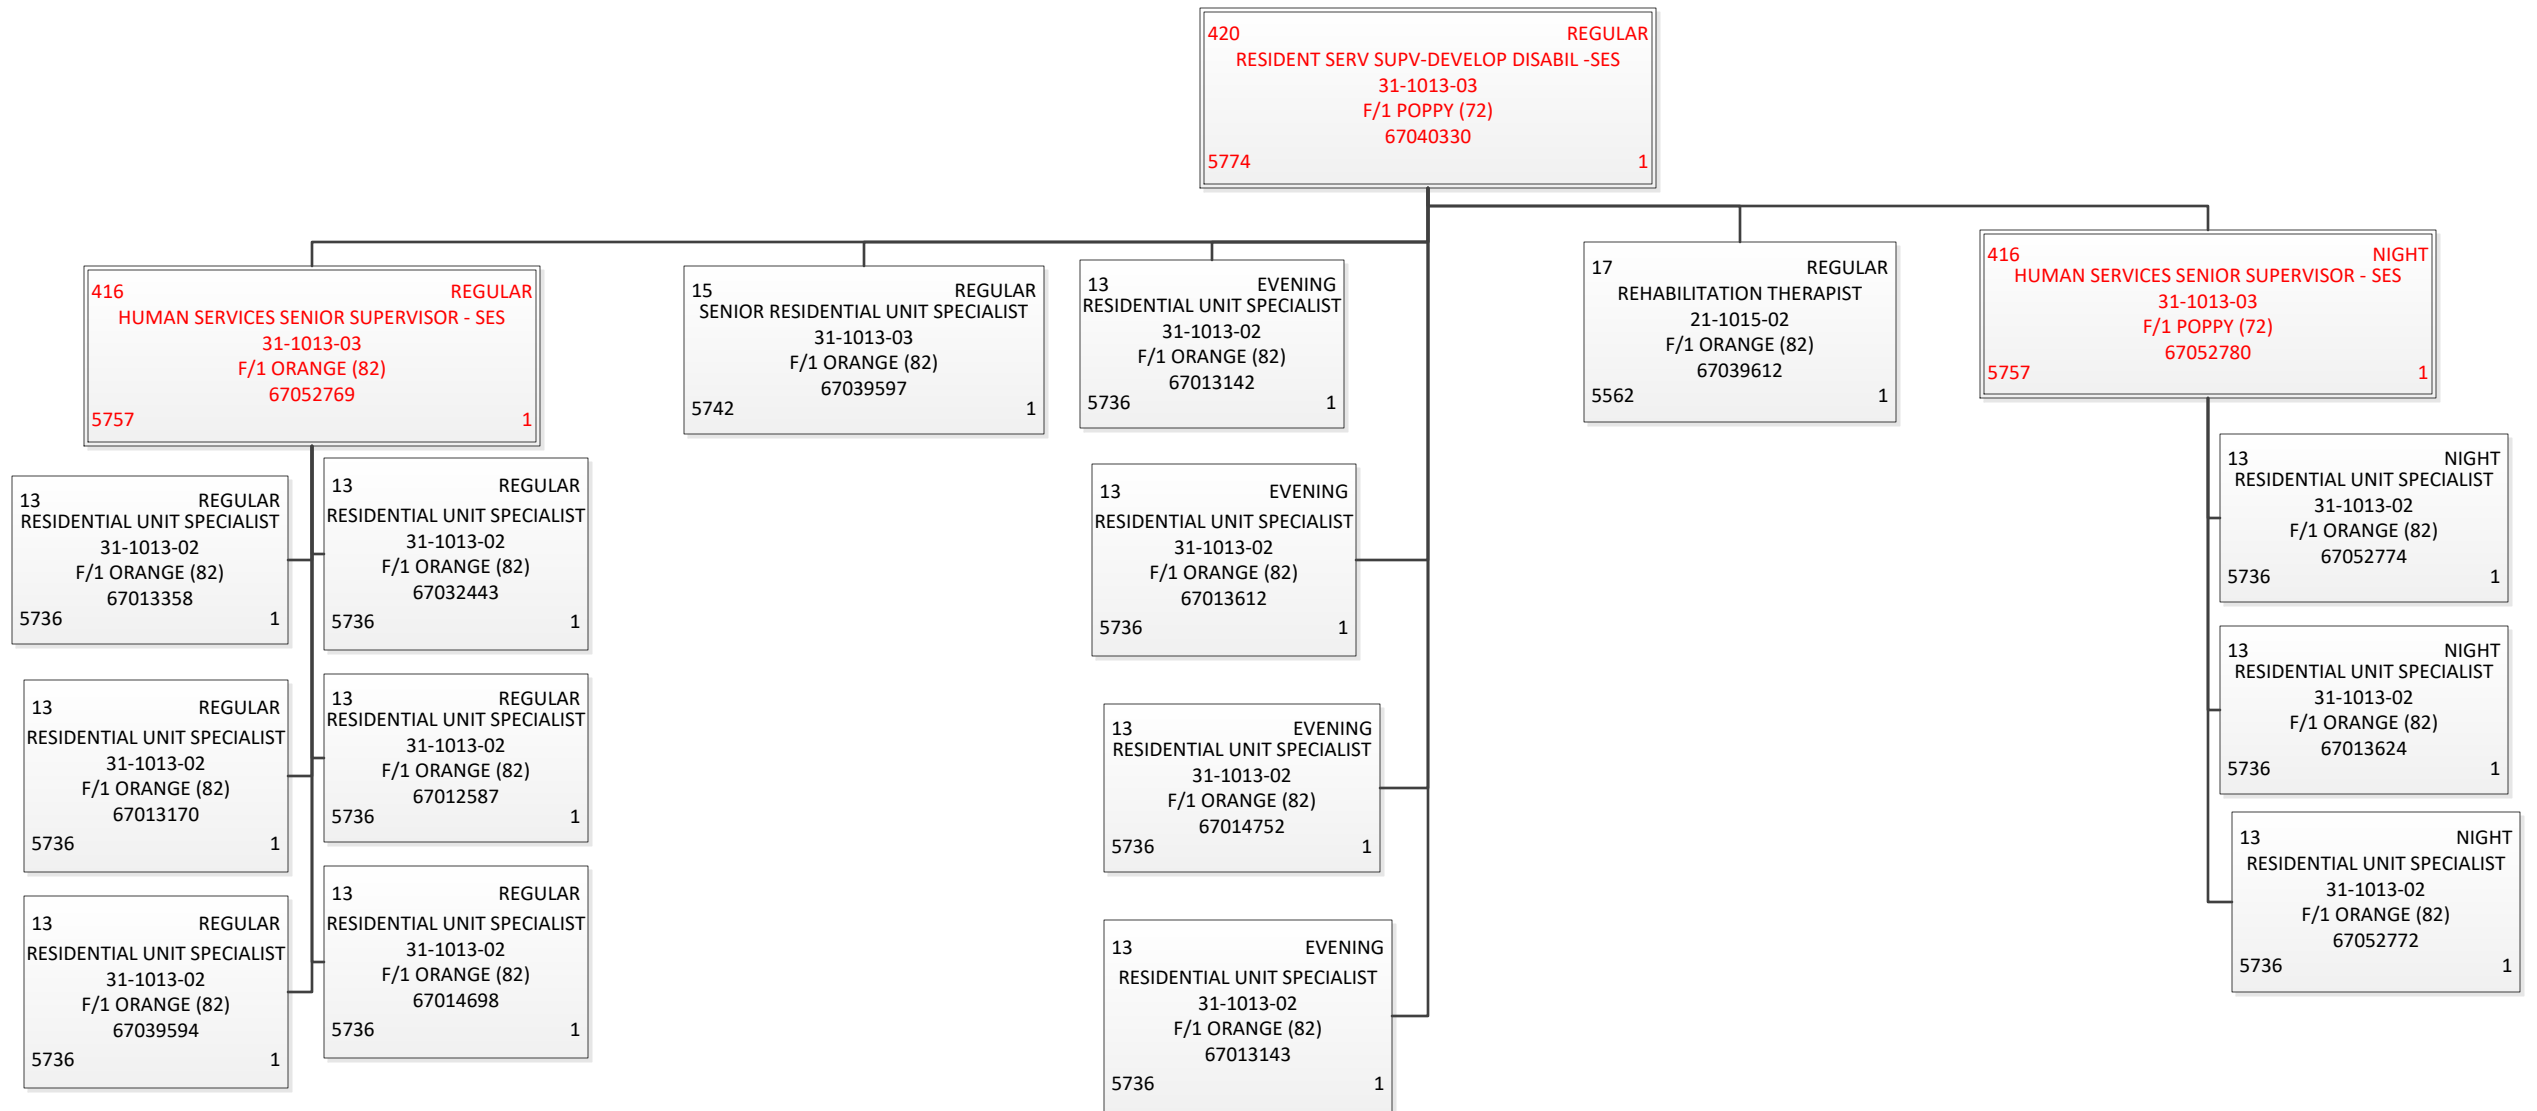 420 REGULAR
RESIDENT SERV SUPV-DEVELOP DISABIL -SES
31-1013-03
F/1 POPPY (72)
67040330
5774 1
416 REGULAR
HUMAN SERVICES SENIOR SUPERVISOR - SES
31-1013-03
F/1 ORANGE (82)
67052769
5757 1
15 REGULAR
SENIOR RESIDENTIAL UNIT SPECIALIST
31-1013-03
F/1 ORANGE (82)
67039597
5742 1
13 EVENING
RESIDENTIAL UNIT SPECIALIST
31-1013-02
F/1 ORANGE (82)
67013142
5736 1
17 REGULAR
REHABILITATION THERAPIST
21-1015-02
F/1 ORANGE (82)
67039612
5562 1
416 NIGHT
HUMAN SERVICES SENIOR SUPERVISOR - SES
31-1013-03
F/1 POPPY (72)
67052780
5757 1
13 REGULAR
RESIDENTIAL UNIT SPECIALIST
31-1013-02
F/1 ORANGE (82)
67013358
5736 1
13 REGULAR
RESIDENTIAL UNIT SPECIALIST
31-1013-02
F/1 ORANGE (82)
67032443
5736 1
13 EVENING
RESIDENTIAL UNIT SPECIALIST
31-1013-02
F/1 ORANGE (82)
67013612
5736 1
13 NIGHT
RESIDENTIAL UNIT SPECIALIST
31-1013-02
F/1 ORANGE (82)
67052774
5736 1
13 REGULAR
RESIDENTIAL UNIT SPECIALIST
31-1013-02
F/1 ORANGE (82)
67013170
5736 1
13 REGULAR
RESIDENTIAL UNIT SPECIALIST
31-1013-02
F/1 ORANGE (82)
67012587
5736 1
13 EVENING
RESIDENTIAL UNIT SPECIALIST
31-1013-02
F/1 ORANGE (82)
67014752
5736 1
13 NIGHT
RESIDENTIAL UNIT SPECIALIST
31-1013-02
F/1 ORANGE (82)
67013624
5736 1
13 REGULAR
RESIDENTIAL UNIT SPECIALIST
31-1013-02
F/1 ORANGE (82)
67039594
5736 1
13 REGULAR
RESIDENTIAL UNIT SPECIALIST
31-1013-02
F/1 ORANGE (82)
67014698
5736 1
13 EVENING
RESIDENTIAL UNIT SPECIALIST
31-1013-02
F/1 ORANGE (82)
67013143
5736 1
13 NIGHT
RESIDENTIAL UNIT SPECIALIST
31-1013-02
F/1 ORANGE (82)
67052772
5736 1